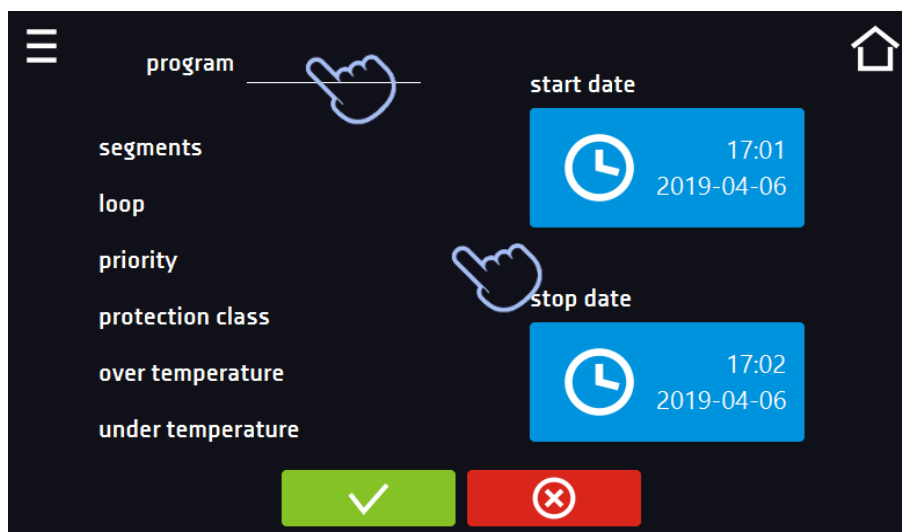 program
segments
loop
priority
protection class
over temperature
under temperature
start date
17:01
2019-04-06
stop date
17:02
2019-04-06